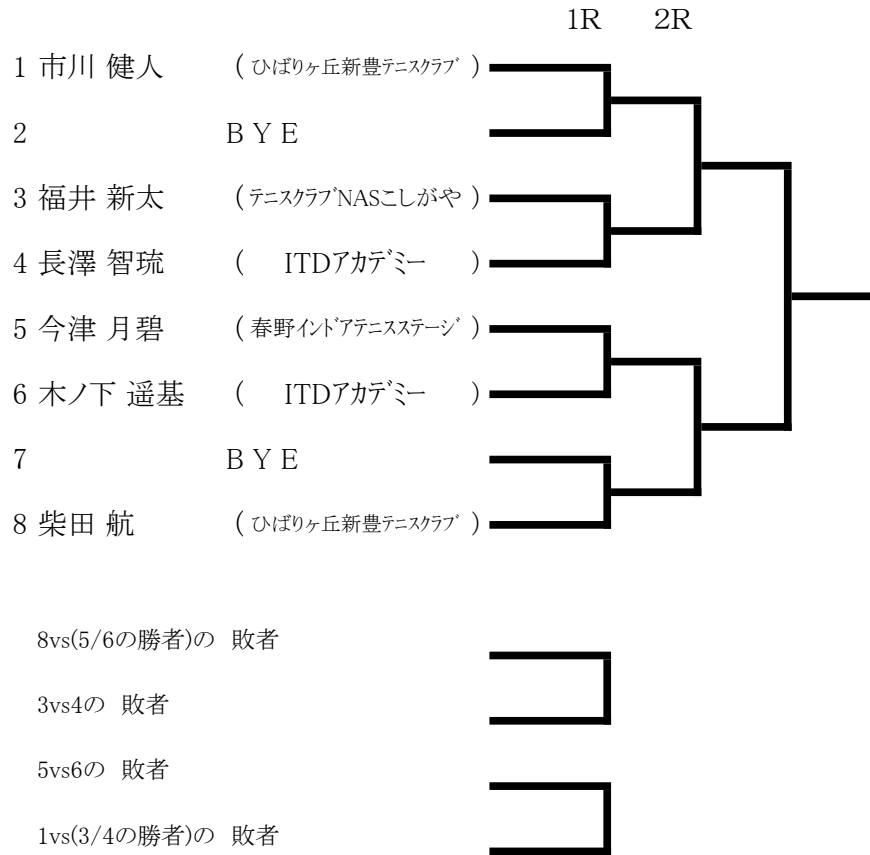 1R 2R
1 市川 健人 ( ひばりヶ丘新豊テニスクラブ )
2 B Y E
3 福井 新太 ( テニスクラブNASこしがや )
4 長澤 智琉 ( ITDアカデミー )
5 今津 月碧 ( 春野インドアテニスステージ )
6 木ノ下 遥基 ( ITDアカデミー )
7 B Y E
8 柴田 航 ( ひばりヶ丘新豊テニスクラブ )
8vs(5/6の勝者)の 敗者
3vs4の 敗者
5vs6の 敗者
1vs(3/4の勝者)の 敗者